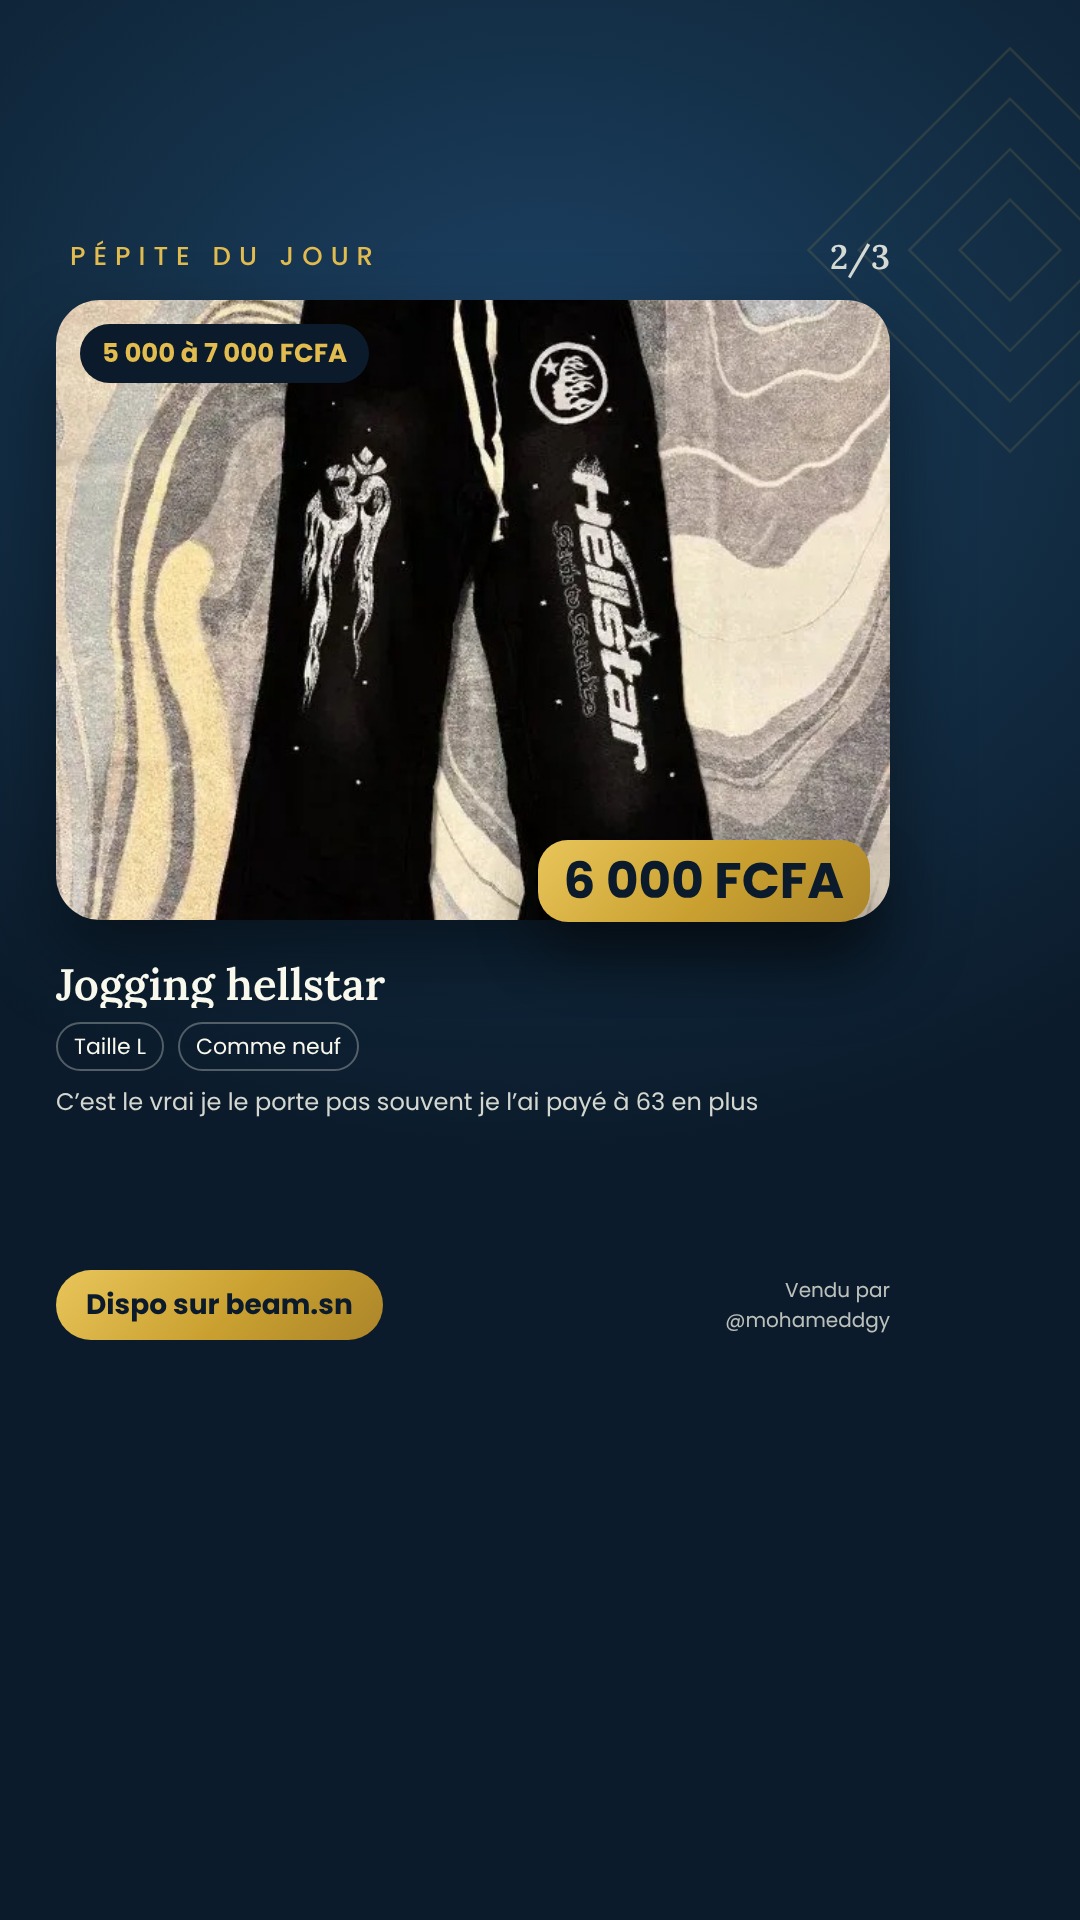 PÉPITE DU JOUR
2/3
5 000 à 7 000 FCFA
Hellstar
6 000 FCFA
Jogging hellstar
Taille L
Comme neuf
C’est le vrai je le porte pas souvent je l’ai payé à 63 en plus
Dispo sur beam.sn
Vendu par
@mohameddgy